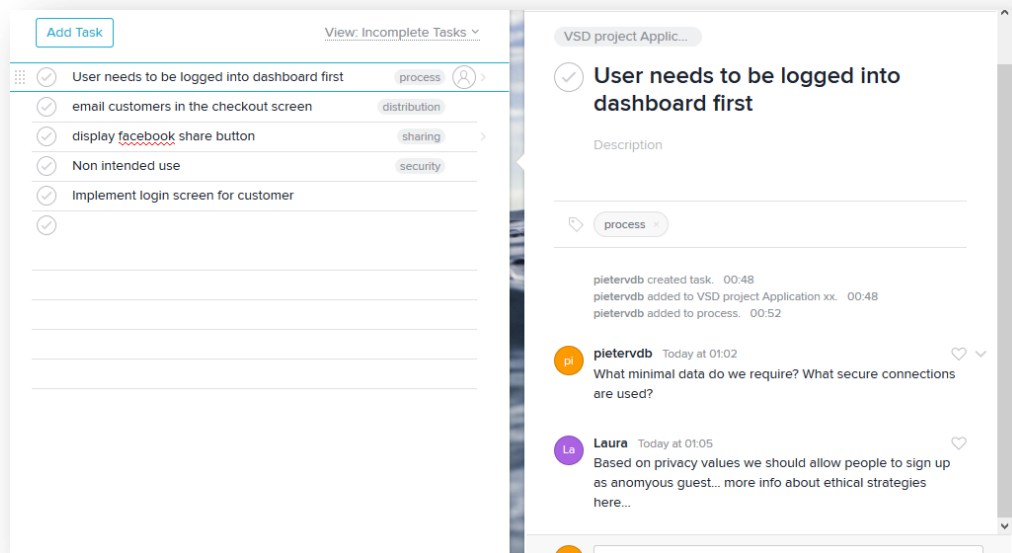 Add Task
View: Incomplete Tasks
User needs to be logged into dashboard first process
email customers in the checkout screen distribution
display facebook share button sharing
Non intended use security
Implement login screen for customer
VSD project Applic...
User needs to be logged into
dashboard first
Description
process ×
pietervdb created task. 00:48
pietervdb added to VSD project Application xx. 00:48
pietervdb added to process. 00:52
pi
pietervdb Today at 01:02
What minimal data do we require? What secure connections
are used?
La
Laura Today at 01:05
Based on privacy values we should allow people to sign up
as anomyous guest... more info about ethical strategies
here...